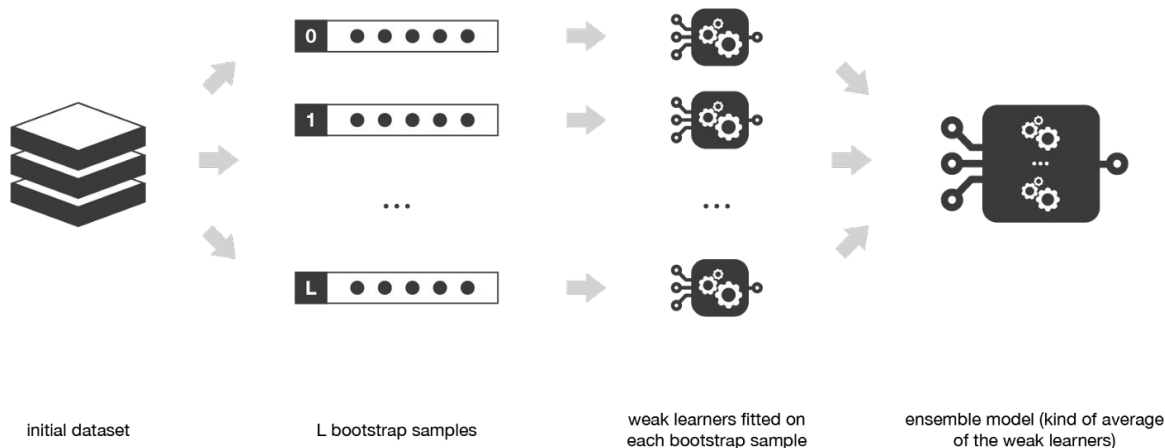 0
1
...
...
...
L
initial dataset
L bootstrap samples
weak learners fitted on
each bootstrap sample
ensemble model (kind of average
of the weak learners)